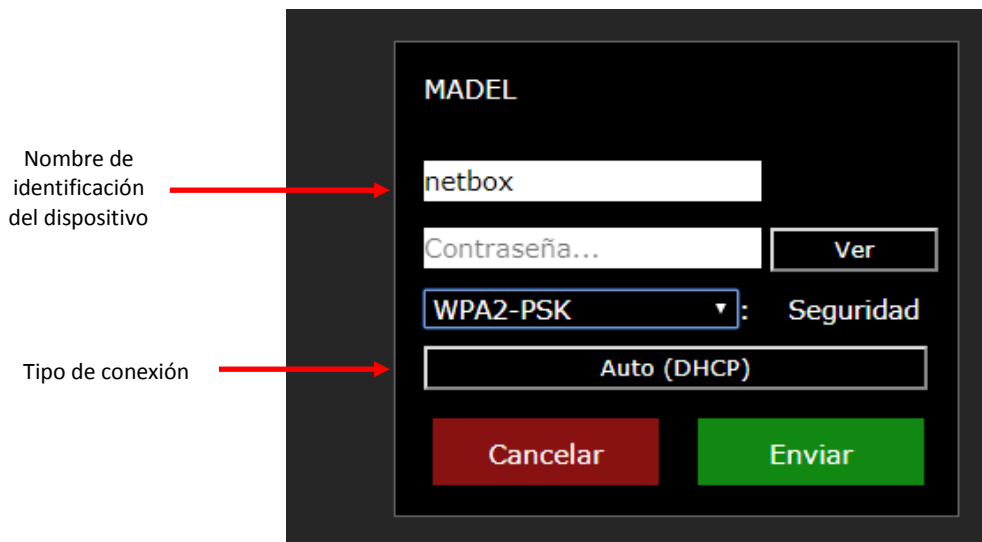 MADEL
Nombre de
identificación
del dispositivo
netbox
Contraseña...
Ver
WPA2-PSK
: Seguridad
Tipo de conexión
Auto (DHCP)
Cancelar
Enviar